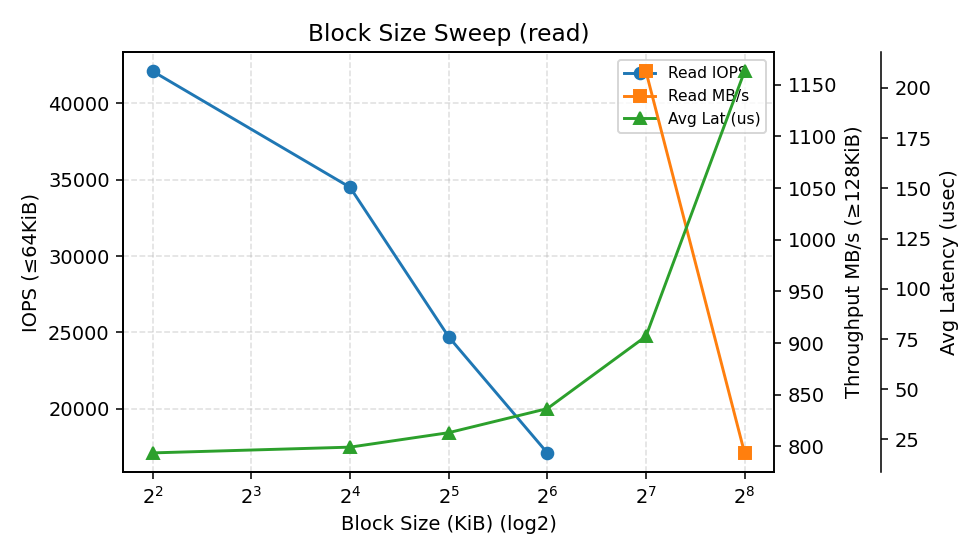 Block Size Sweep (read)
Read IOPS
Read MB/s
Avg Lat (us)
IOPS (≤64KiB)
40000
35000
30000
25000
20000
Throughput MB/s (≥128KiB)
1150
1100
1050
1000
950
900
850
800
Avg Latency (usec)
200
175
150
125
100
75
50
25
2² 2³ 2⁴ 2⁵ 2⁶ 2⁷ 2⁸
Block Size (KiB) (log2)